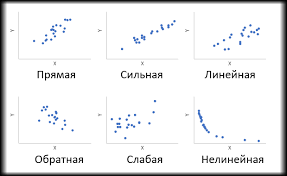 Y Y Y
X X X
Прямая Сильная Линейная
Y Y Y
X X X
Обратная Слабая Нелинейная